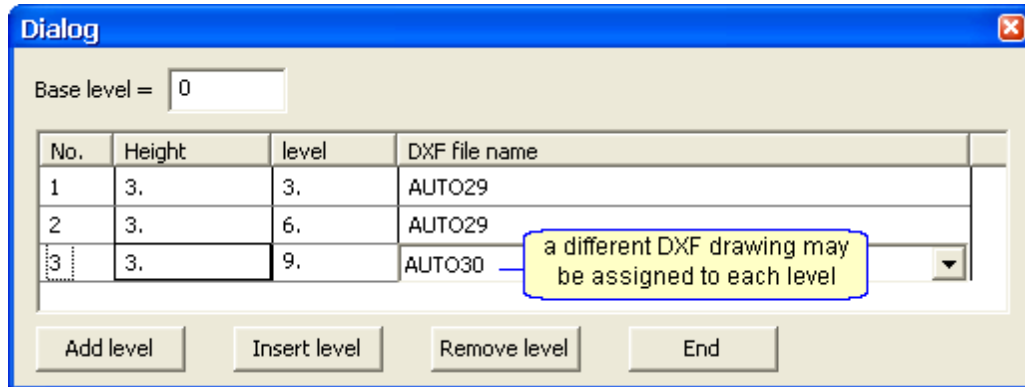 Dialog
Base level = 0
No. Height level DXF file name
1 3. 3. AUTO29
2 3. 6. AUTO29
3 3. 9. AUTO30
a different DXF drawing may
be assigned to each level
Add level Insert level Remove level End